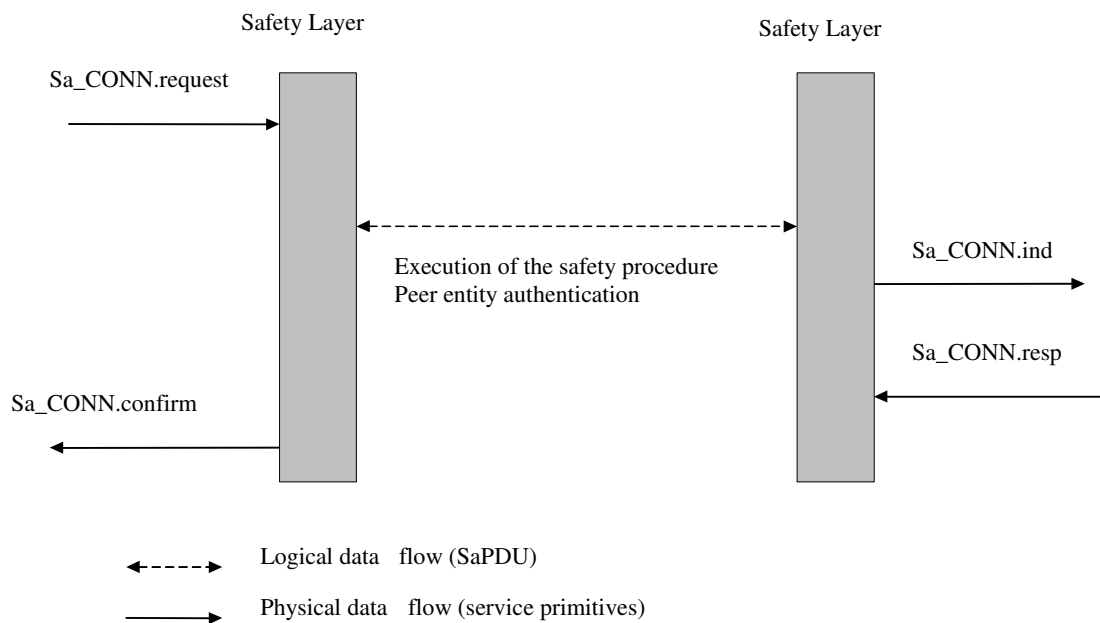 Safety Layer
Safety Layer
Sa_CONN.request
Execution of the safety procedure
Peer entity authentication
Sa_CONN.ind
Sa_CONN.resp
Sa_CONN.confirm
Logical data flow (SaPDU)
Physical data flow (service primitives)